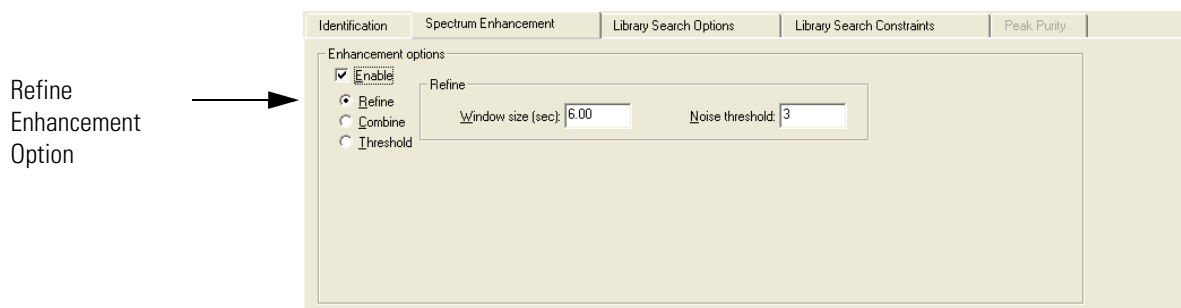 Identification Spectrum Enhancement Library Search Options Library Search Constraints Peak Purity
Enhancement options
Enable
Refine
Refine
Combine
Threshold
Window size (sec): 6.00 Noise threshold: 3
Refine
Enhancement
Option